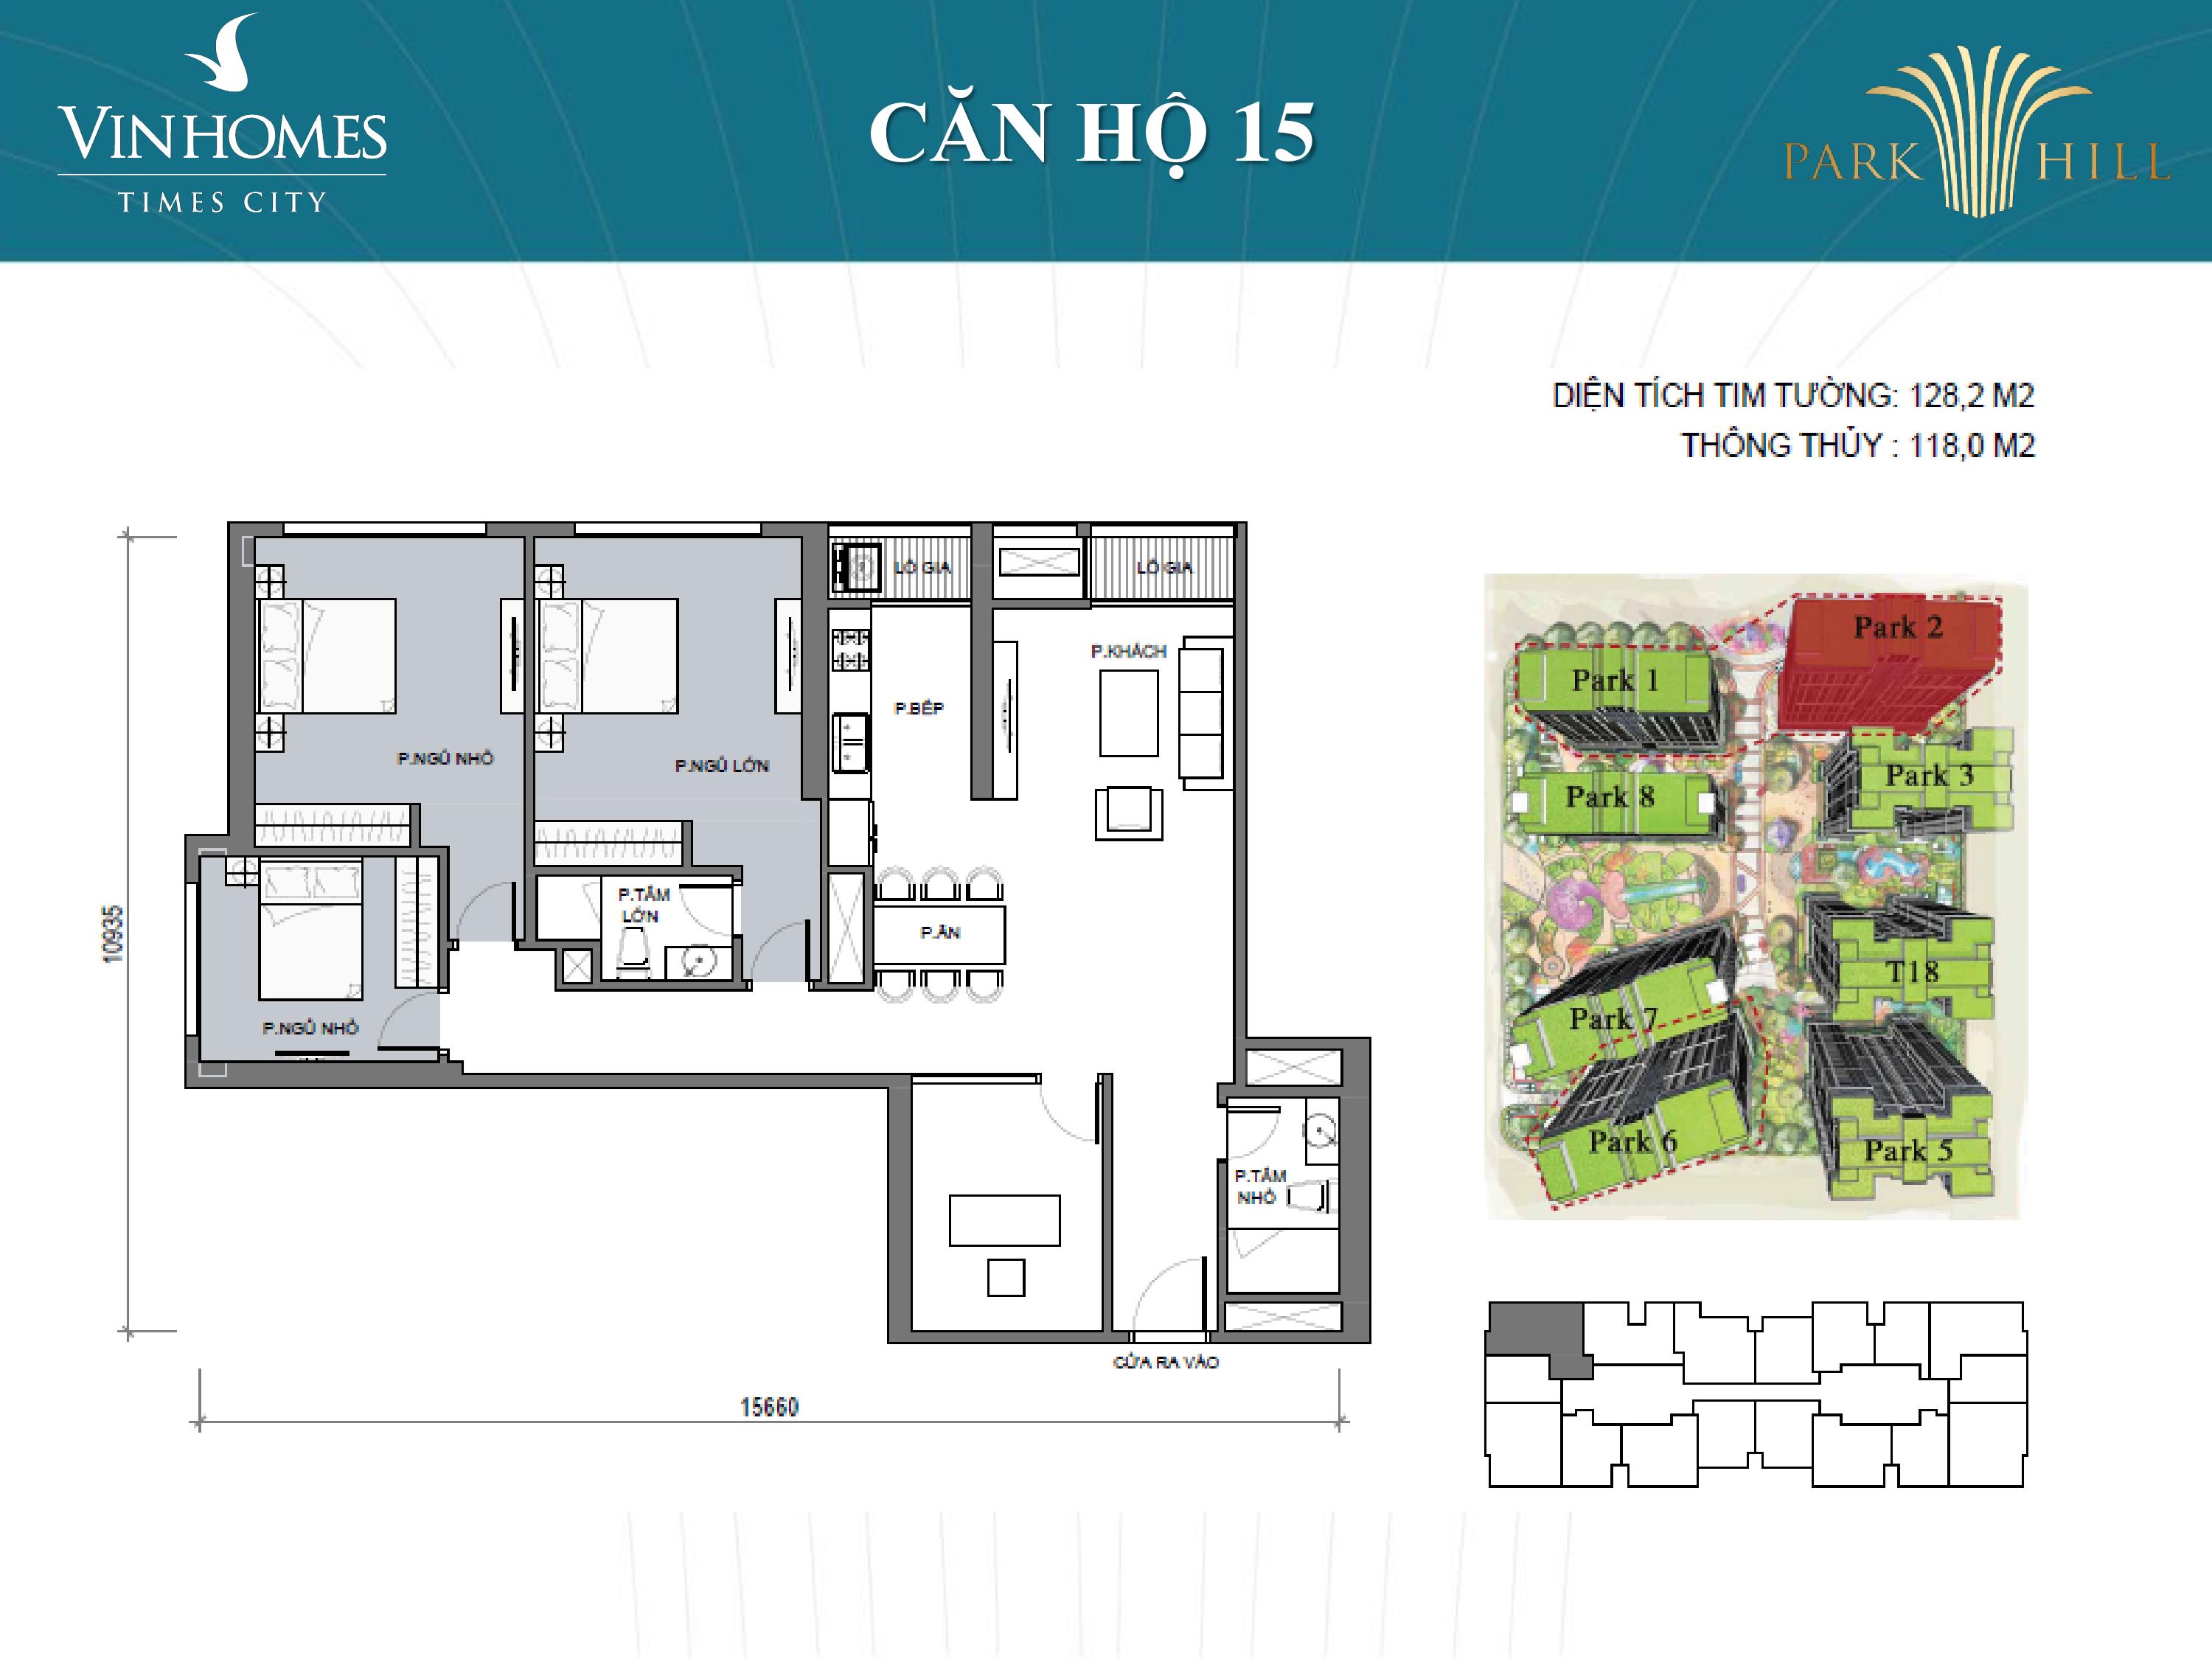 VINHOMES
TIMES CITY
CĂN HỘ 15
PARK HILL
DIỆN TÍCH TIM TƯỜNG: 128,2 M2
THÔNG THỦY : 118,0 M2
LÔ GIA
LÔ GIA
P.KHÁCH
P.BẾP
P.NGỦ NHỎ
P.NGỦ LỚN
P.TẮM
LỚN
P.ĂN
P.NGỦ NHỎ
P.TẮM
NHỎ
CỬA RA VÀO
10935
15660
Park 2
Park 1
Park 3
Park 8
T18
Park 7
Park 6
Park 5